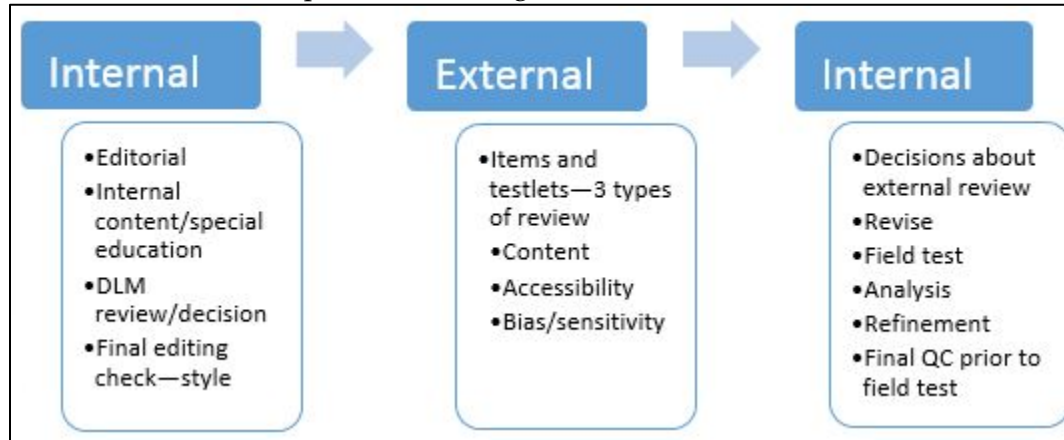 Internal
•Editorial
•Internal
content/special
education
•DLM
review/decision
•Final editing
check—style
External
•Items and
testlets—3 types
of review
•Content
•Accessibility
•Bias/sensitivity
Internal
•Decisions about
external review
•Revise
•Field test
•Analysis
•Refinement
•Final QC prior to
field test